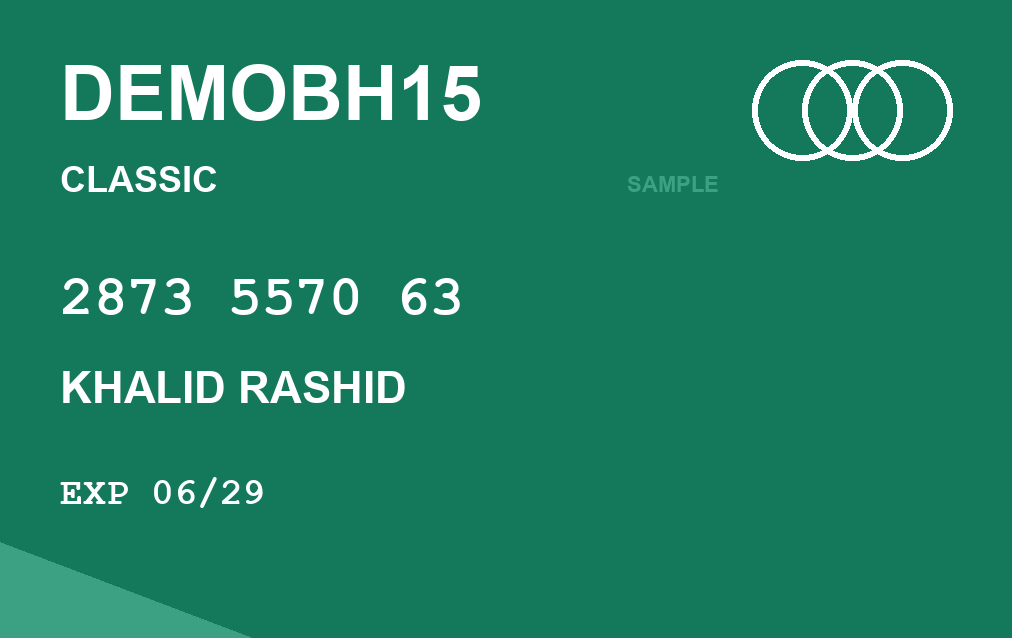 DEMOBH15
CLASSIC
SAMPLE
2873 5570 63
KHALID RASHID
EXP 06/29